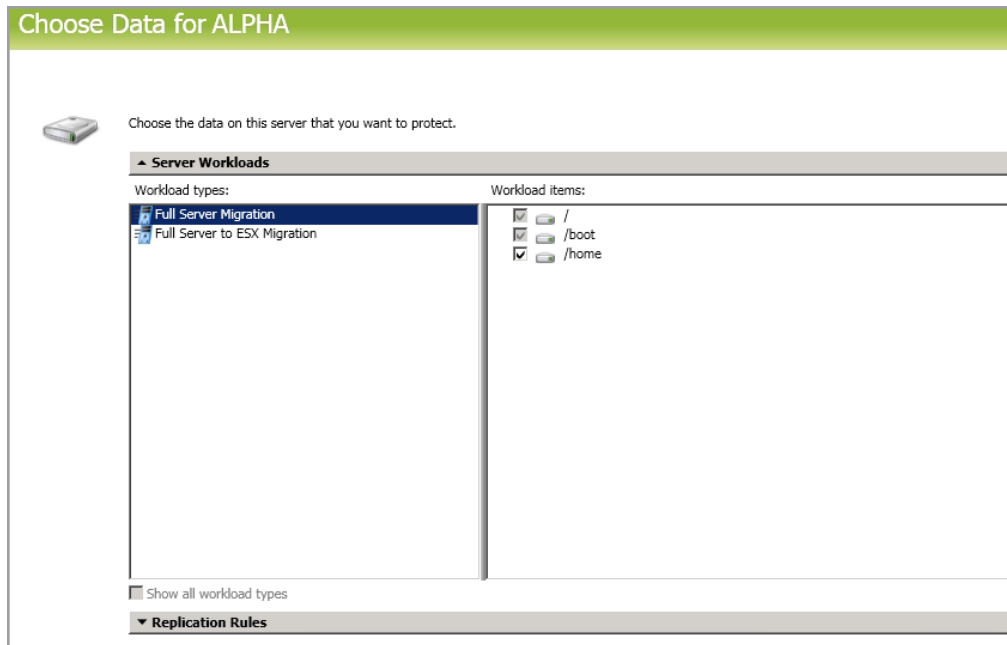 Choose Data for ALPHA
Choose the data on this server that you want to protect.
Server Workloads
Workload types:
Workload items:
Full Server Migration
Full Server to ESX Migration
/
/boot
/home
Show all workload types
Replication Rules